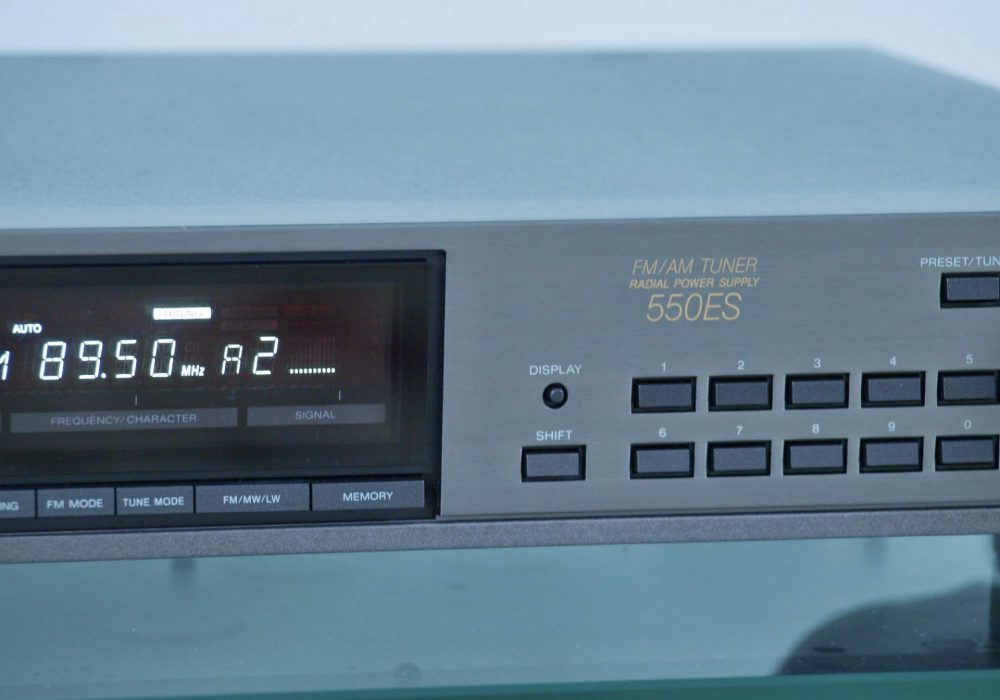 FM/AM TUNER
RADIAL POWER SUPPLY
550ES
PRESET/TUN
TUNING
AUTO
89.50 MHz A2
MEMORY
FREQUENCY/CHARACTER
SIGNAL
DISPLAY
1 2 3 4 5
SHIFT
6 7 8 9 0
NG
FM MODE
TUNE MODE
FM/MW/LW
MEMORY